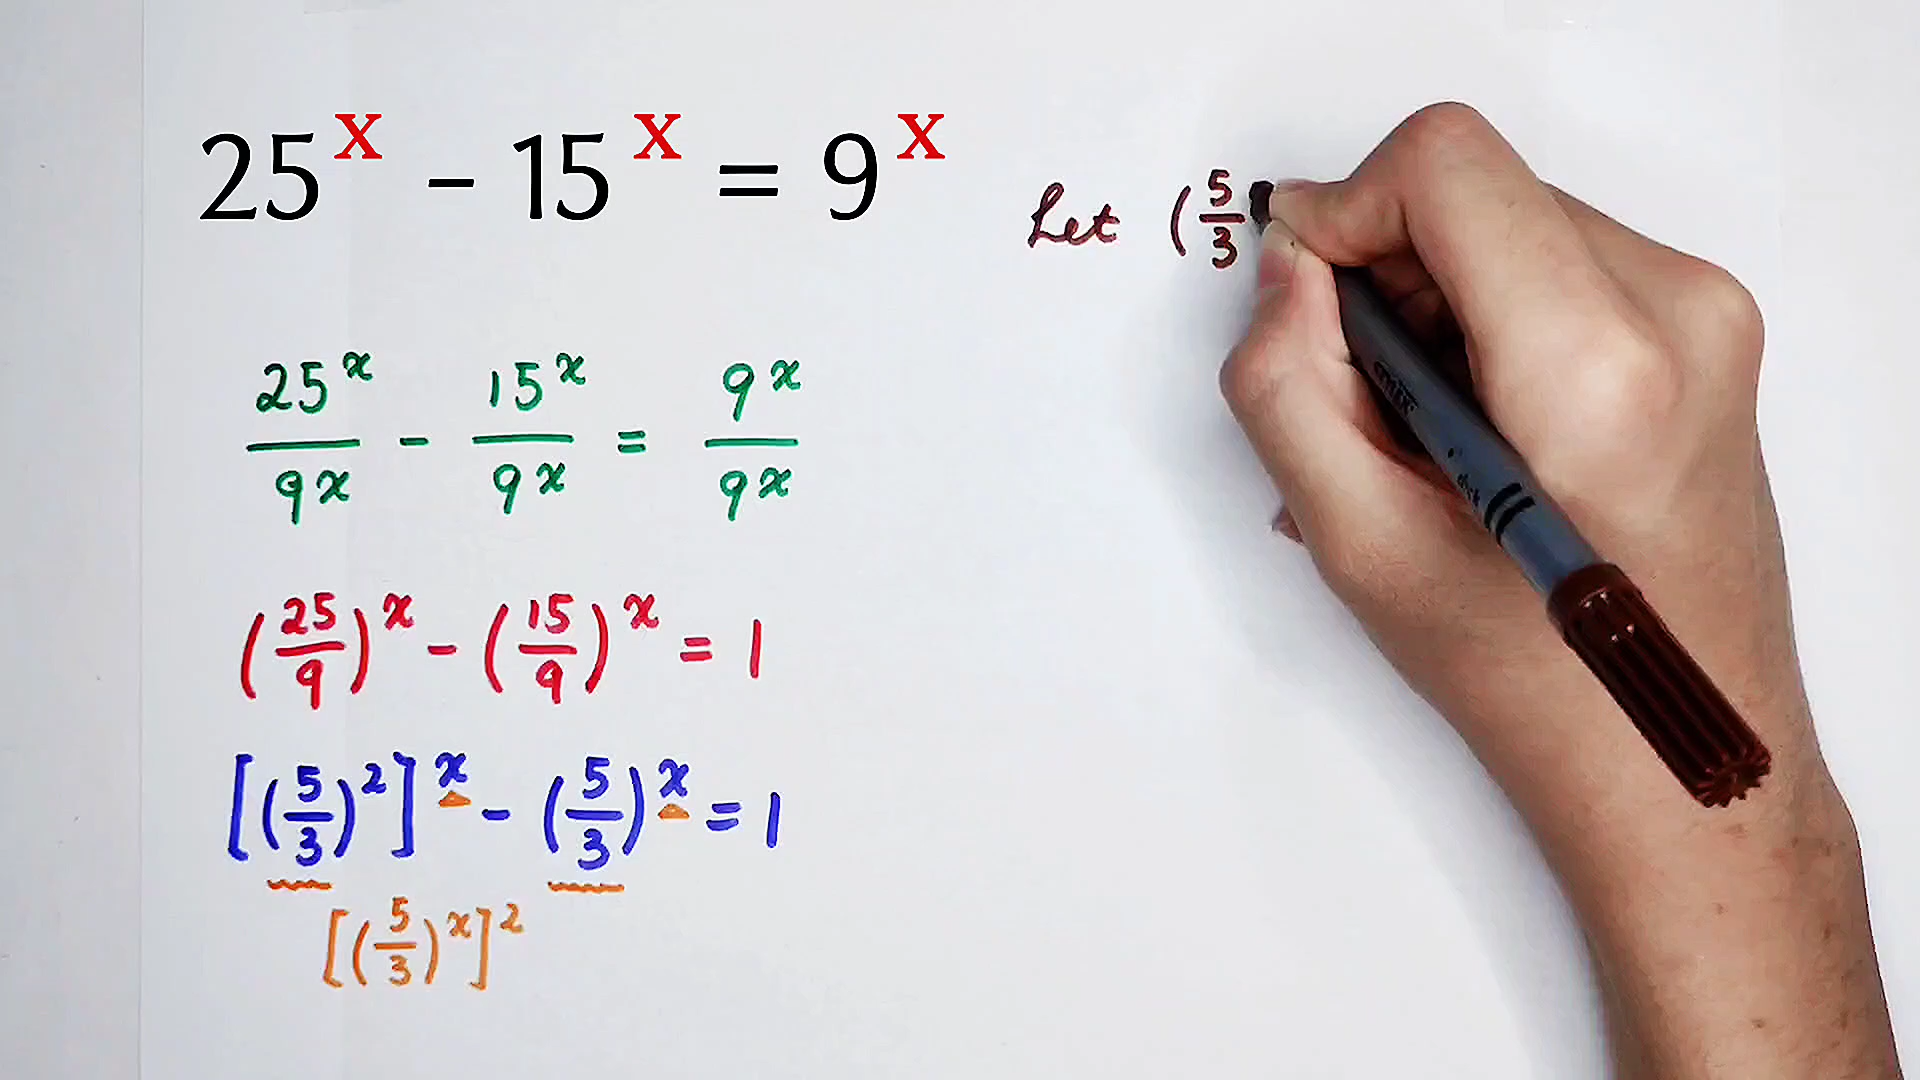 25^x - 15^x = 9^x
Let (5/3
25^x/9^x - 15^x/9^x = 9^x/9^x
(25/9)^x - (15/9)^x = 1
[(5/3)^2]^x - (5/3)^x = 1
[(5/3)^x]^2